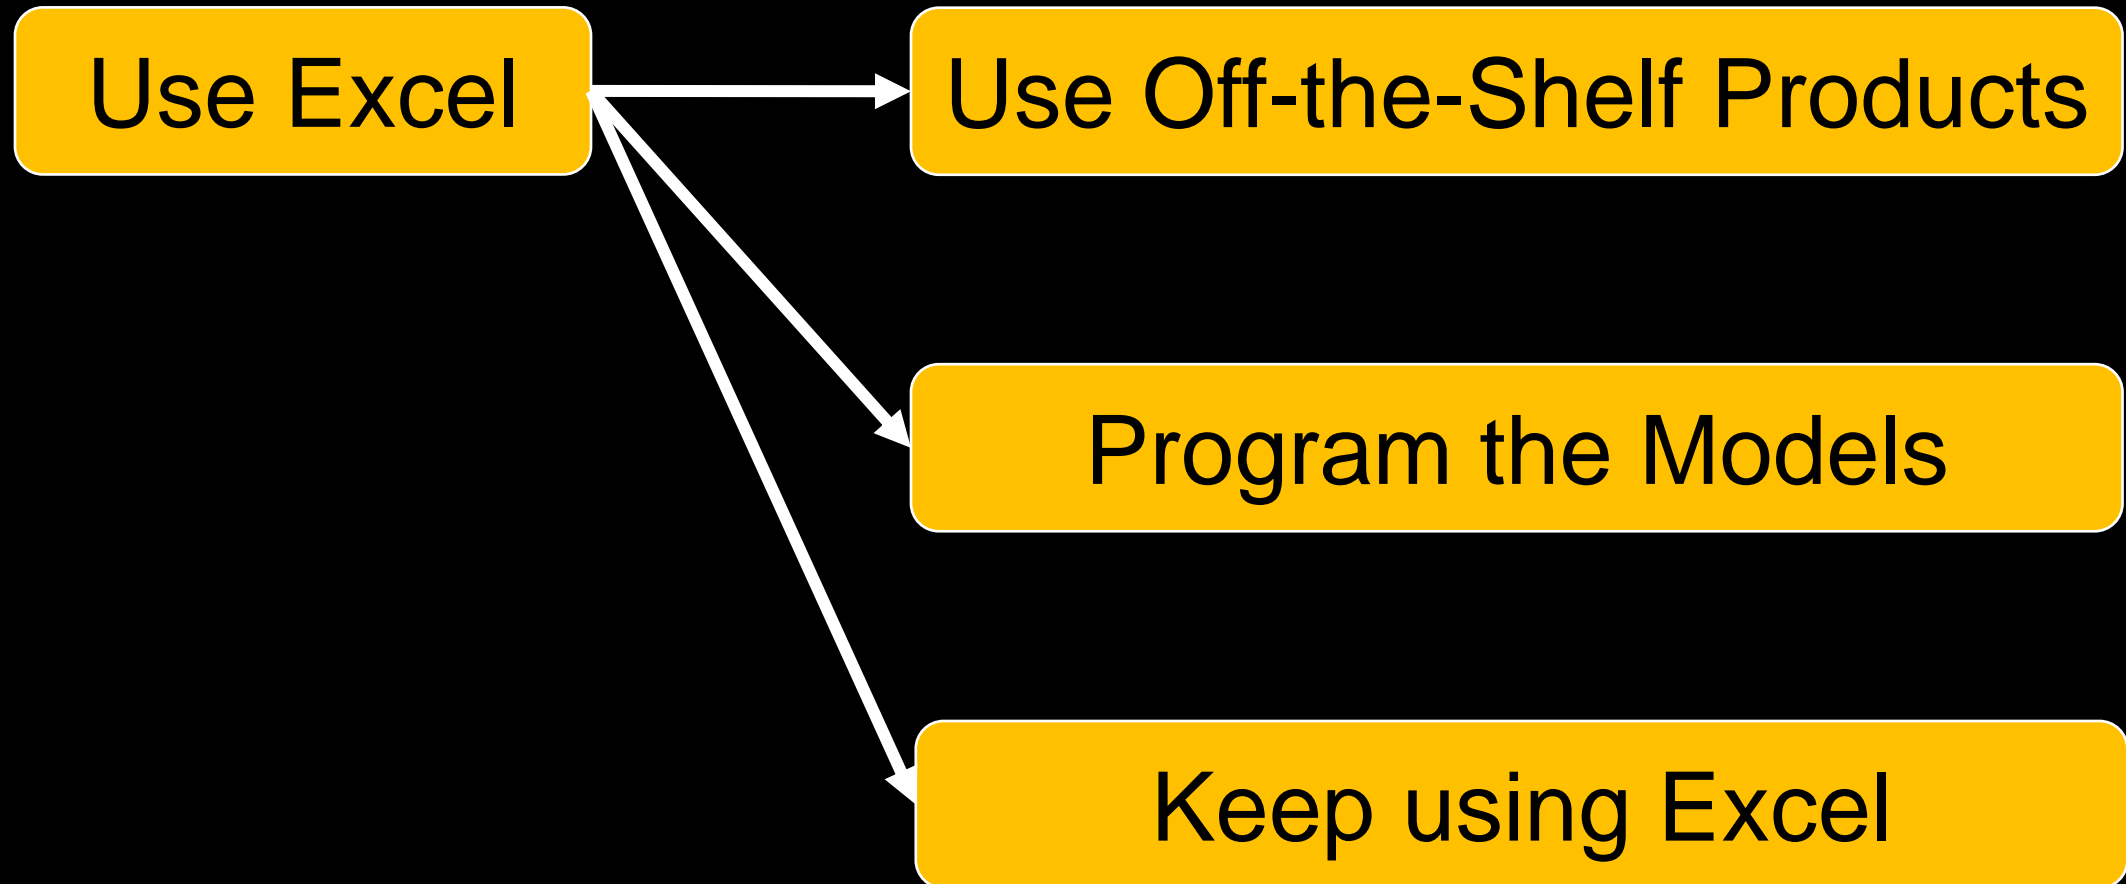 Use Excel
Use Off-the-Shelf Products
Program the Models
Keep using Excel